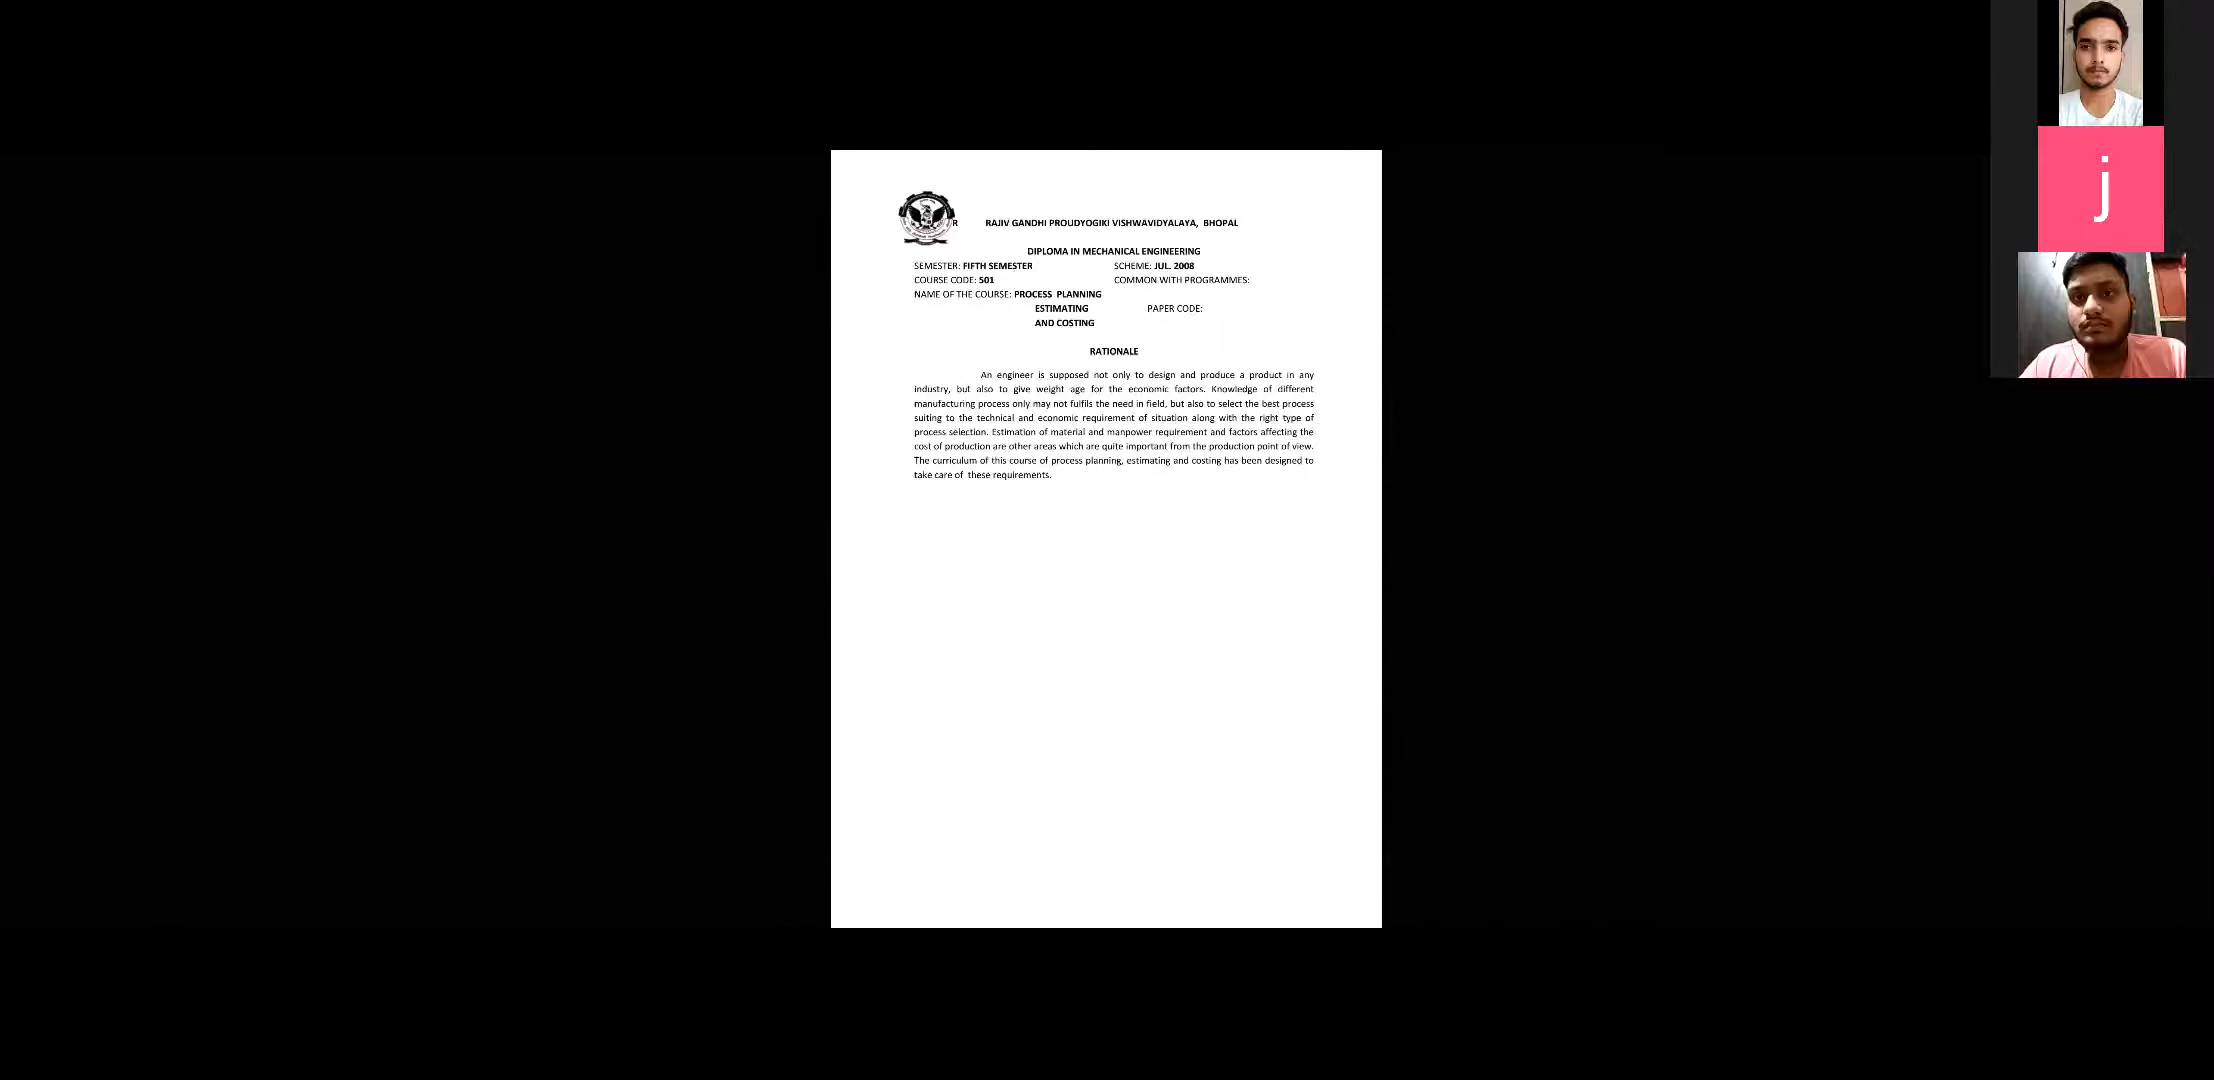 R RAJIV GANDHI PROUDYOGIKI VISHWAVIDYALAYA, BHOPAL
DIPLOMA IN MECHANICAL ENGINEERING
SEMESTER: FIFTH SEMESTER SCHEME: JUL. 2008
COURSE CODE: 501 COMMON WITH PROGRAMMES:
NAME OF THE COURSE: PROCESS PLANNING
ESTIMATING PAPER CODE:
AND COSTING
RATIONALE
An engineer is supposed not only to design and produce a product in any
industry, but also to give weight age for the economic factors. Knowledge of different
manufacturing process only may not fulfils the need in field, but also to select the best process
suiting to the technical and economic requirement of situation along with the right type of
process selection. Estimation of material and manpower requirement and factors affecting the
cost of production are other areas which are quite important from the production point of view.
The curriculum of this course of process planning, estimating and costing has been designed to
take care of these requirements.
j